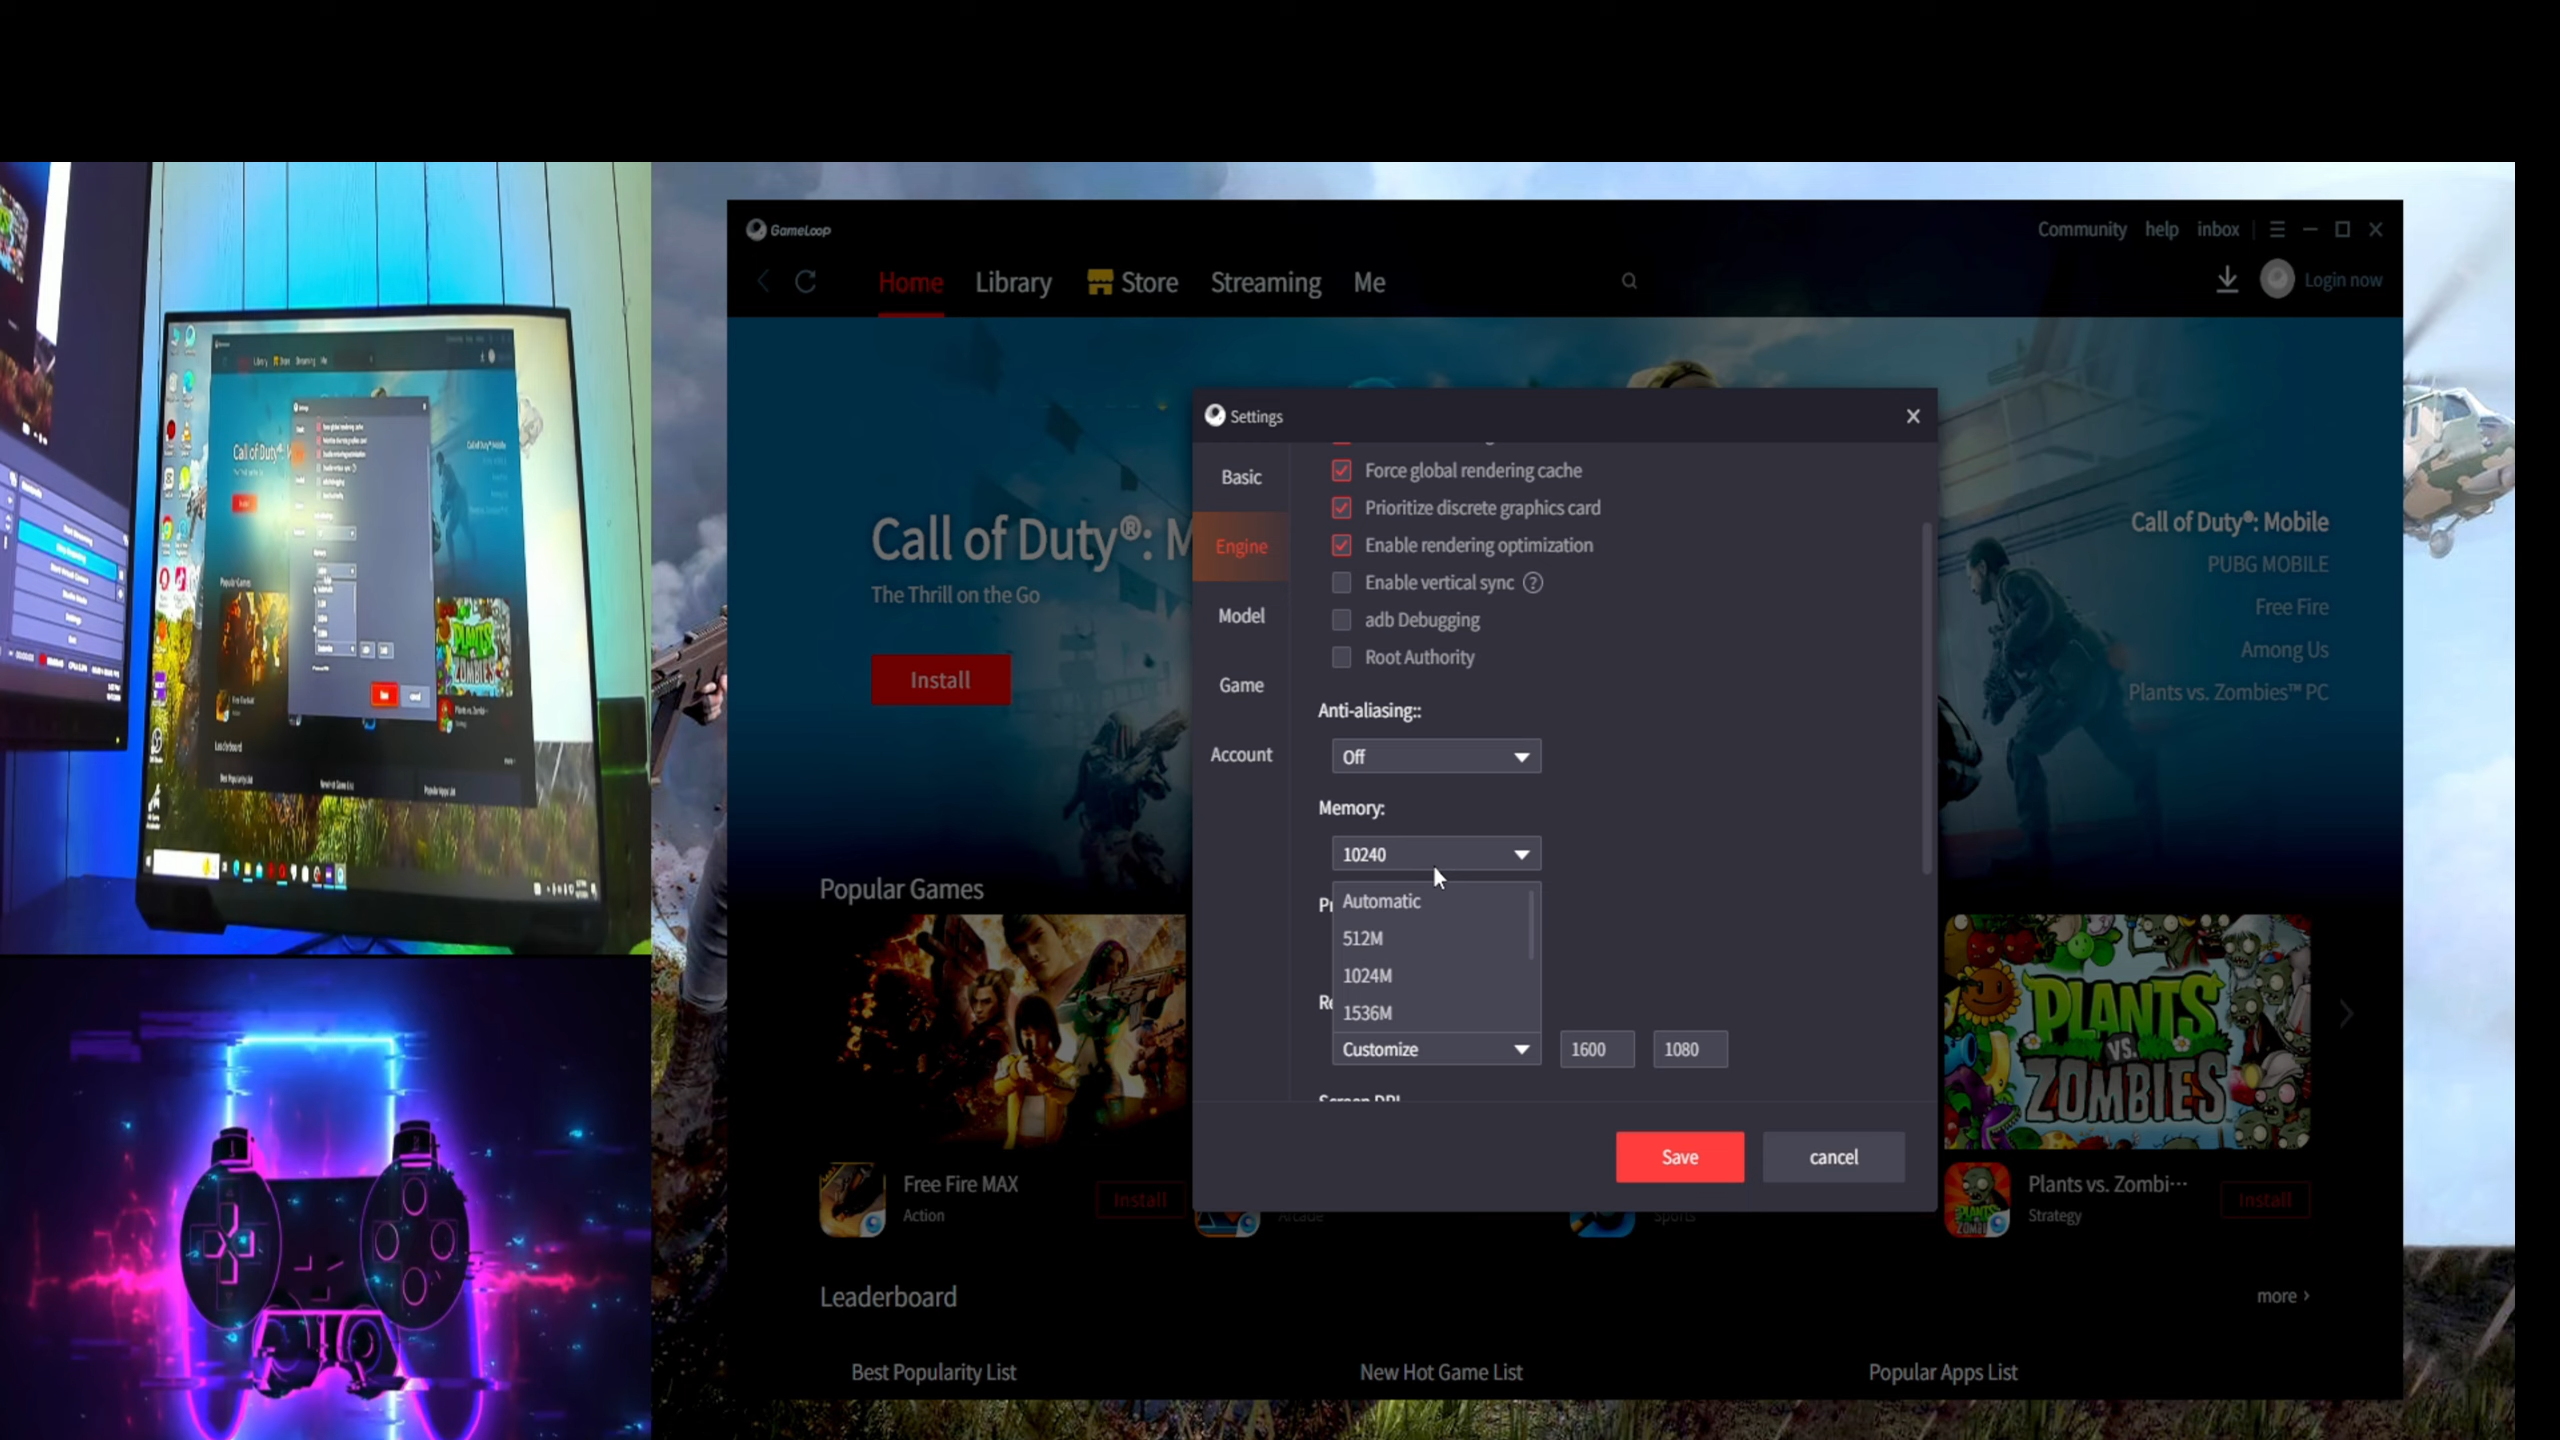 GameLoop
Community help inbox
Home Library Store Streaming Me
Login now
Call of Duty®: M
The Thrill on the Go
Install
Call of Duty®: Mobile
PUBG MOBILE
Free Fire
Among Us
Plants vs. Zombies™ PC
Settings
Basic
Engine
Model
Game
Account
Force global rendering cache
Prioritize discrete graphics card
Enable rendering optimization
Enable vertical sync ?
adb Debugging
Root Authority
Anti-aliasing::
Off
Memory:
10240
Automatic
512M
1024M
1536M
Customize 1600 1080
Screen DPI
Save cancel
Popular Games
PLANTS
VS.
ZOMBIES
Free Fire MAX
Action
Install
Arcade
Sports
Plants vs. Zombi···
Strategy
Install
Leaderboard
more ›
Best Popularity List
New Hot Game List
Popular Apps List